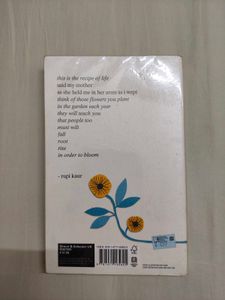 this is the recipe of life
said my mother
as she held me in her arms as i wept
think of those flowers you plant
in the garden each year
they will teach you
that people too
must wilt
fall
root
rise
in order to bloom
- rupi kaur